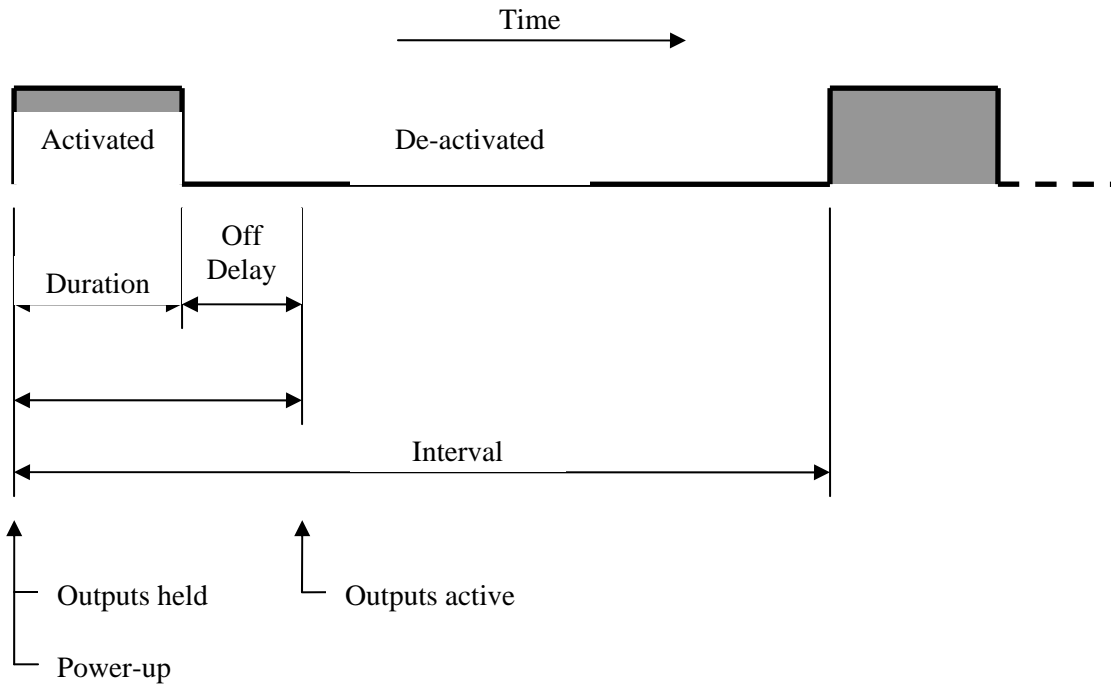 Time
Activated
De-activated
Off
Delay
Duration
Interval
Outputs held
Outputs active
Power-up